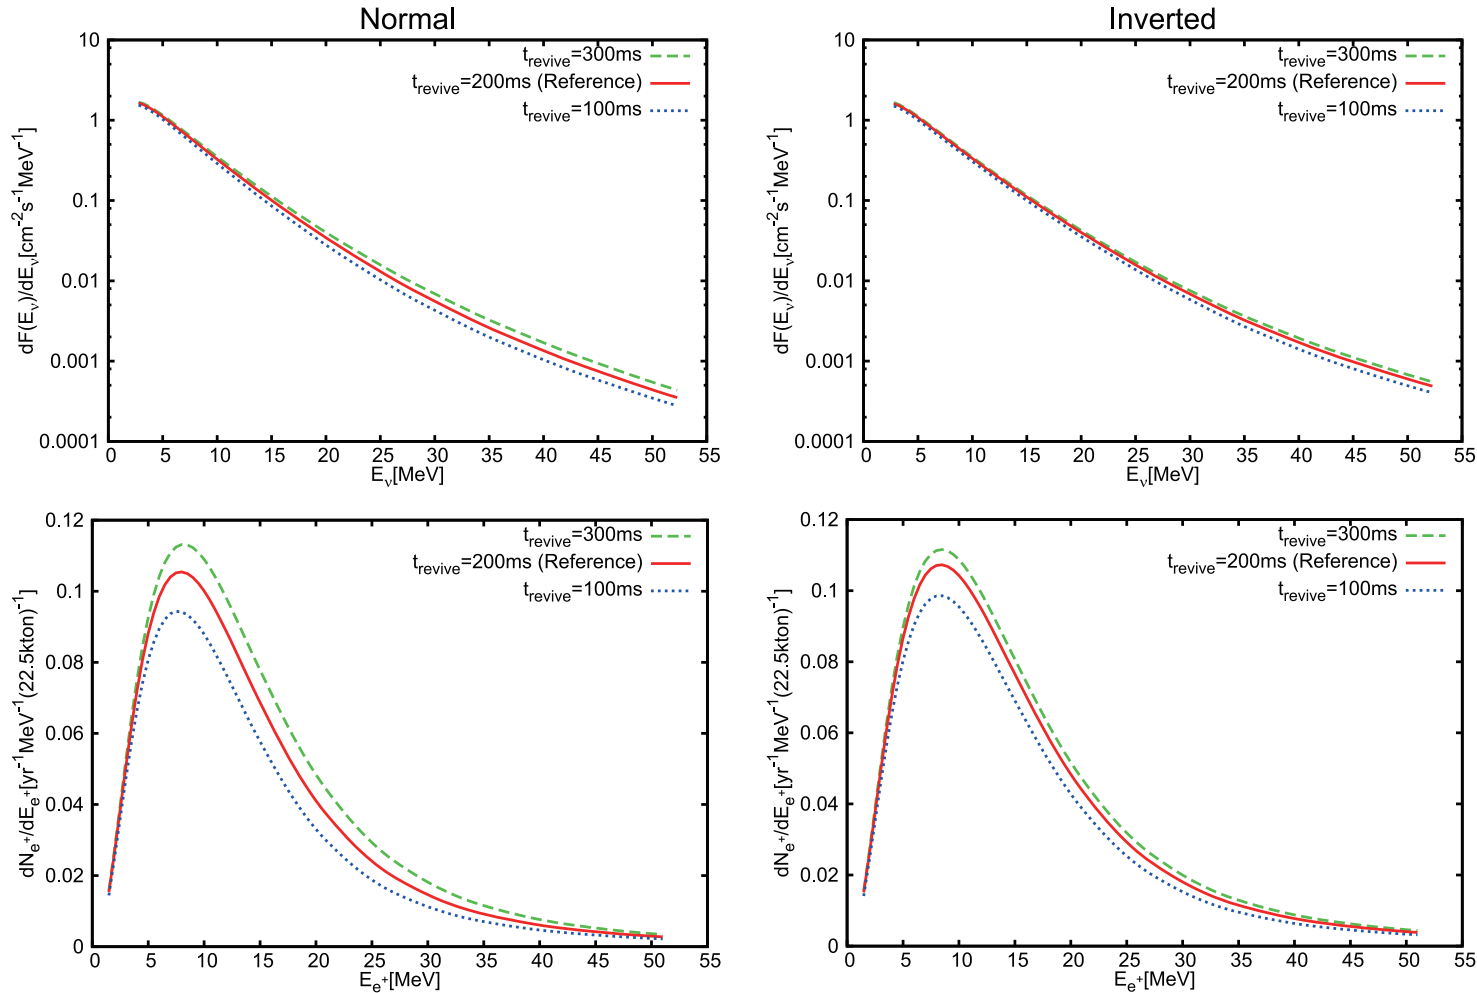 Normal
Inverted
10
1
0.1
0.01
0.001
0.0001
dF(Eν)/dEν[cm⁻²s⁻¹MeV⁻¹]
t_revive=300ms
t_revive=200ms (Reference)
t_revive=100ms
0 5 10 15 20 25 30 35 40 45 50 55
Eν[MeV]
10
1
0.1
0.01
0.001
0.0001
dF(Eν)/dEν[cm⁻²s⁻¹MeV⁻¹]
t_revive=300ms
t_revive=200ms (Reference)
t_revive=100ms
0 5 10 15 20 25 30 35 40 45 50 55
Eν[MeV]
0.12
0.1
0.08
0.06
0.04
0.02
0
dN_e⁺/dE_e⁺[yr⁻¹MeV⁻¹(22.5kton)⁻¹]
t_revive=300ms
t_revive=200ms (Reference)
t_revive=100ms
0 5 10 15 20 25 30 35 40 45 50 55
E_e⁺[MeV]
0.12
0.1
0.08
0.06
0.04
0.02
0
dN_e⁺/dE_e⁺[yr⁻¹MeV⁻¹(22.5kton)⁻¹]
t_revive=300ms
t_revive=200ms (Reference)
t_revive=100ms
0 5 10 15 20 25 30 35 40 45 50 55
E_e⁺[MeV]